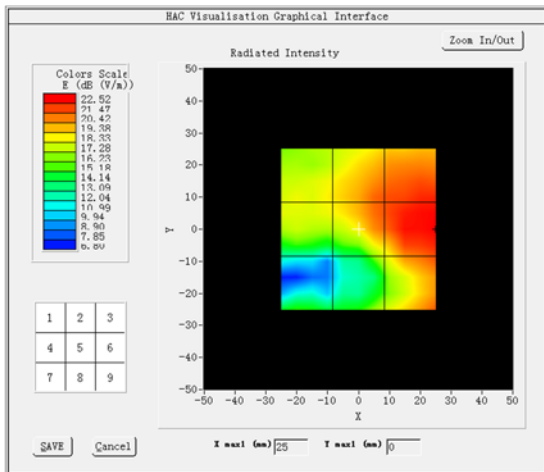 HAC Visualisation Graphical Interface
Zoom In/Out
Radiated Intensity
Colors Scale
E (dB (V/m))
22.52
21.47
20.42
19.38
18.33
17.28
16.23
15.18
14.14
13.09
12.04
10.99
9.94
8.90
7.85
6.80
50
40
30
20
10
0
-10
-20
-30
-40
-50
Y
-50 -40 -30 -20 -10 0 10 20 30 40 50
X
1 2 3
4 5 6
7 8 9
SAVE Cancel
X max1 (mm) 25 Y max1 (mm) 0